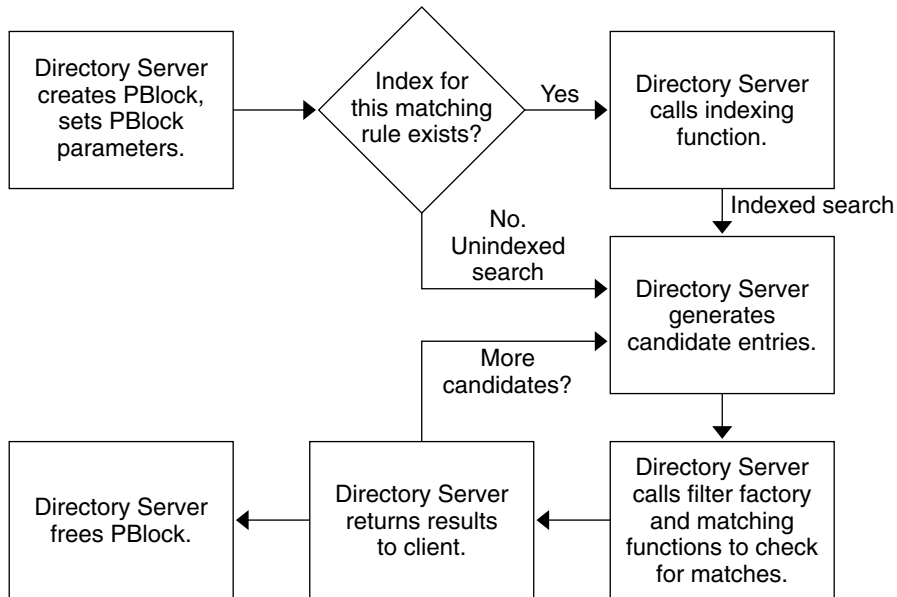 Directory Server
creates PBlock,
sets PBlock
parameters.
Index for
this matching
rule exists?
Yes
Directory Server
calls indexing
function.
Indexed search
No.
Unindexed
search
Directory Server
generates
candidate entries.
More
candidates?
Directory Server
frees PBlock.
Directory Server
returns results
to client.
Directory Server
calls filter factory
and matching
functions to check
for matches.